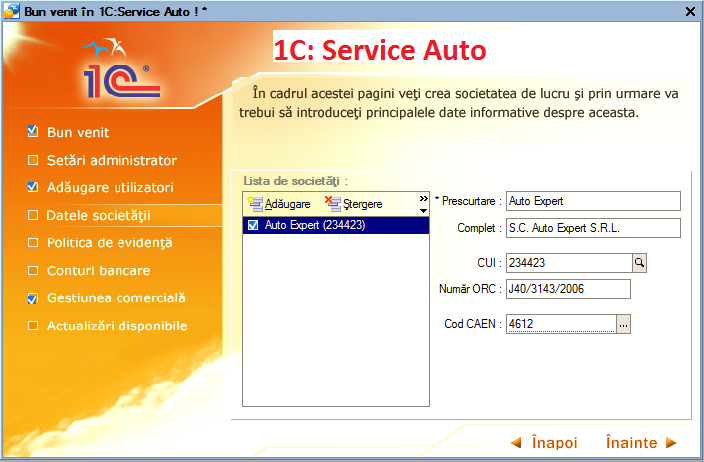 Bun venit în 1C:Service Auto ! *
1C: Service Auto
1C®
În cadrul acestei pagini veţi crea societatea de lucru şi prin urmare va
trebui să introduceţi principalele date informative despre aceasta.
Bun venit
Setări administrator
Adăugare utilizatori
Datele societăţii
Politica de evidenţă
Conturi bancare
Gestiunea comercială
Actualizări disponibile
Lista de societăţi :
Adăugare Ştergere »
Auto Expert (234423)
* Prescurtare : Auto Expert
Complet : S.C. Auto Expert S.R.L.
CUI : 234423
Număr ORC : J40/3143/2006
Cod CAEN : 4612 ...
Înapoi Înainte